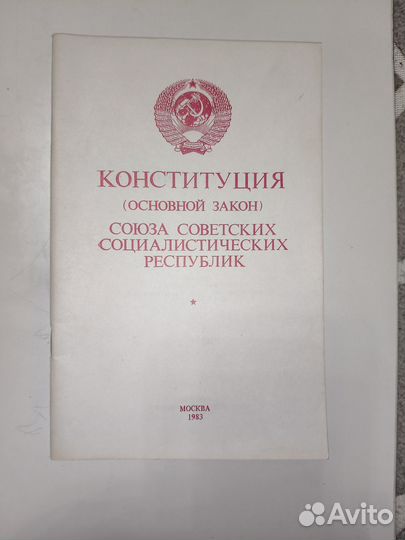 КОНСТИТУЦИЯ
(ОСНОВНОЙ ЗАКОН)
СОЮЗА СОВЕТСКИХ
СОЦИАЛИСТИЧЕСКИХ
РЕСПУБЛИК
МОСКВА
1983
Avito